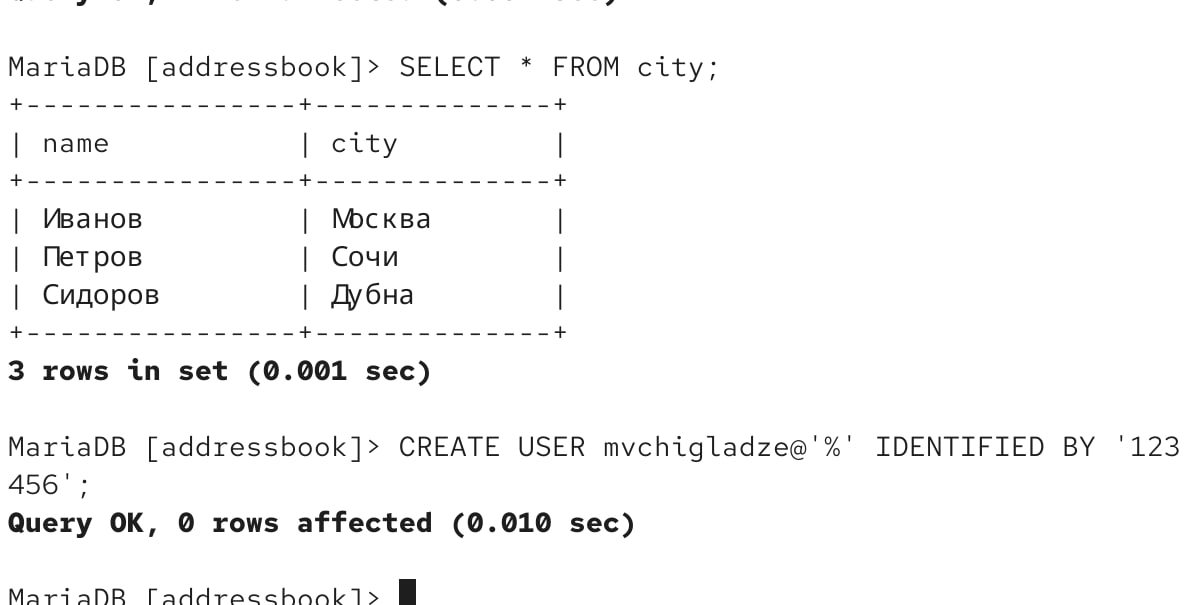 MariaDB [addressbook]> SELECT * FROM city;
+----------------+--------------+
| name           | city         |
+----------------+--------------+
| Иванов         | Москва       |
| Петров         | Сочи         |
| Сидоров        | Дубна        |
+----------------+--------------+
3 rows in set (0.001 sec)
MariaDB [addressbook]> CREATE USER mvchigladze@'%' IDENTIFIED BY '123
456';
Query OK, 0 rows affected (0.010 sec)
MariaDB [addressbook]>